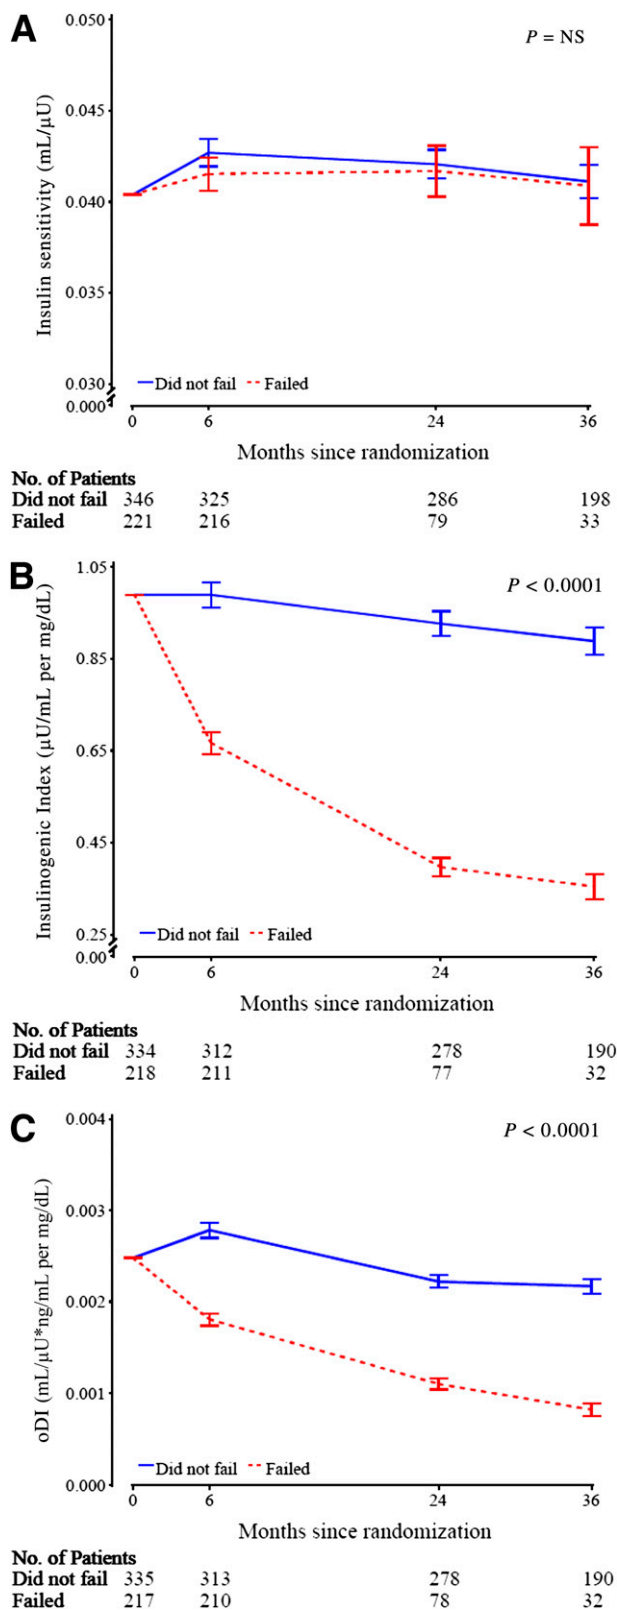 A
P = NS
Insulin sensitivity (mL/μU)
0.050
0.045
0.040
0.035
0.030
0.000
Did not fail Failed
0 6 24 36
Months since randomization
No. of Patients
Did not fail 346 325 286 198
Failed 221 216 79 33
B
P < 0.0001
Insulinogenic Index (μU/mL per mg/dL)
1.05
0.85
0.65
0.45
0.25
0.00
Did not fail Failed
0 6 24 36
Months since randomization
No. of Patients
Did not fail 334 312 278 190
Failed 218 211 77 32
C
P < 0.0001
oDI (mL/μU*ng/mL per mg/dL)
0.004
0.003
0.002
0.001
0.000
Did not fail Failed
0 6 24 36
Months since randomization
No. of Patients
Did not fail 335 313 278 190
Failed 217 210 78 32